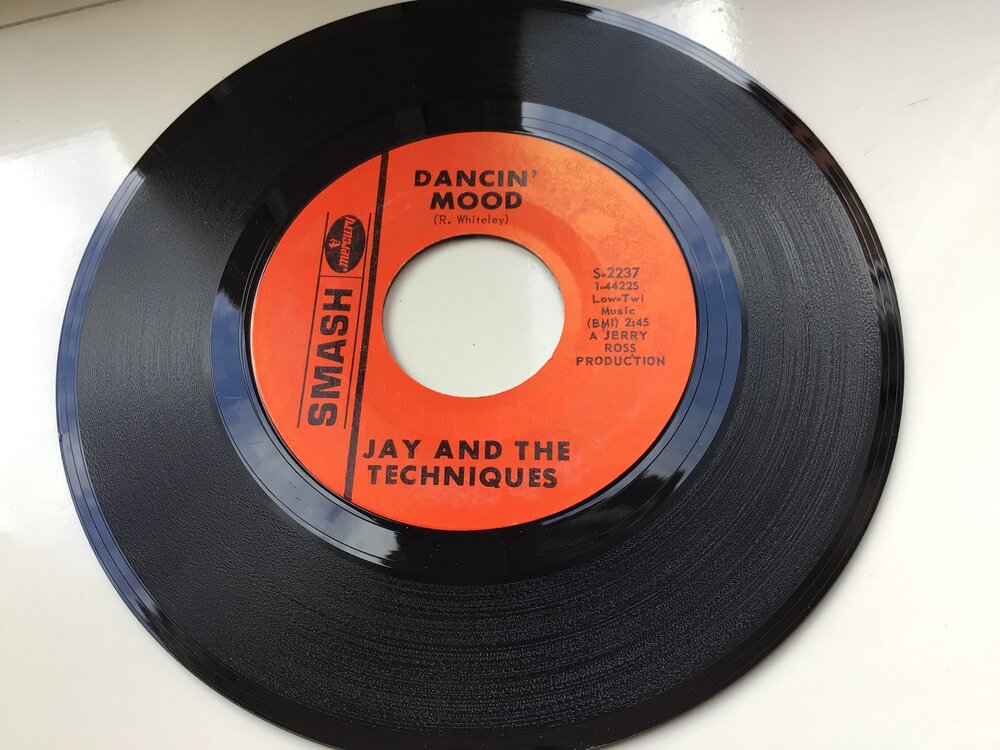 DANCIN'
MOOD
(R. Whiteley)
SMASH
mercury
S-2237
1-44225
Low-Twi
Music
(BMI) 2:45
A JERRY
ROSS
PRODUCTION
JAY AND THE
TECHNIQUES